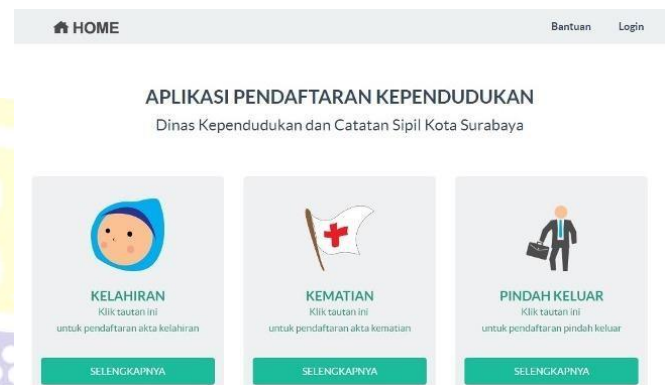 HOME
Bantuan Login
APLIKASI PENDAFTARAN KEPENDUDUKAN
Dinas Kependudukan dan Catatan Sipil Kota Surabaya
KELAHIRAN
Klik tautan ini
untuk pendaftaran akta kelahiran
SELENGKAPNYA
KEMATIAN
Klik tautan ini
untuk pendaftaran akta kematian
SELENGKAPNYA
PINDAH KELUAR
Klik tautan ini
untuk pendaftaran pindah keluar
SELENGKAPNYA